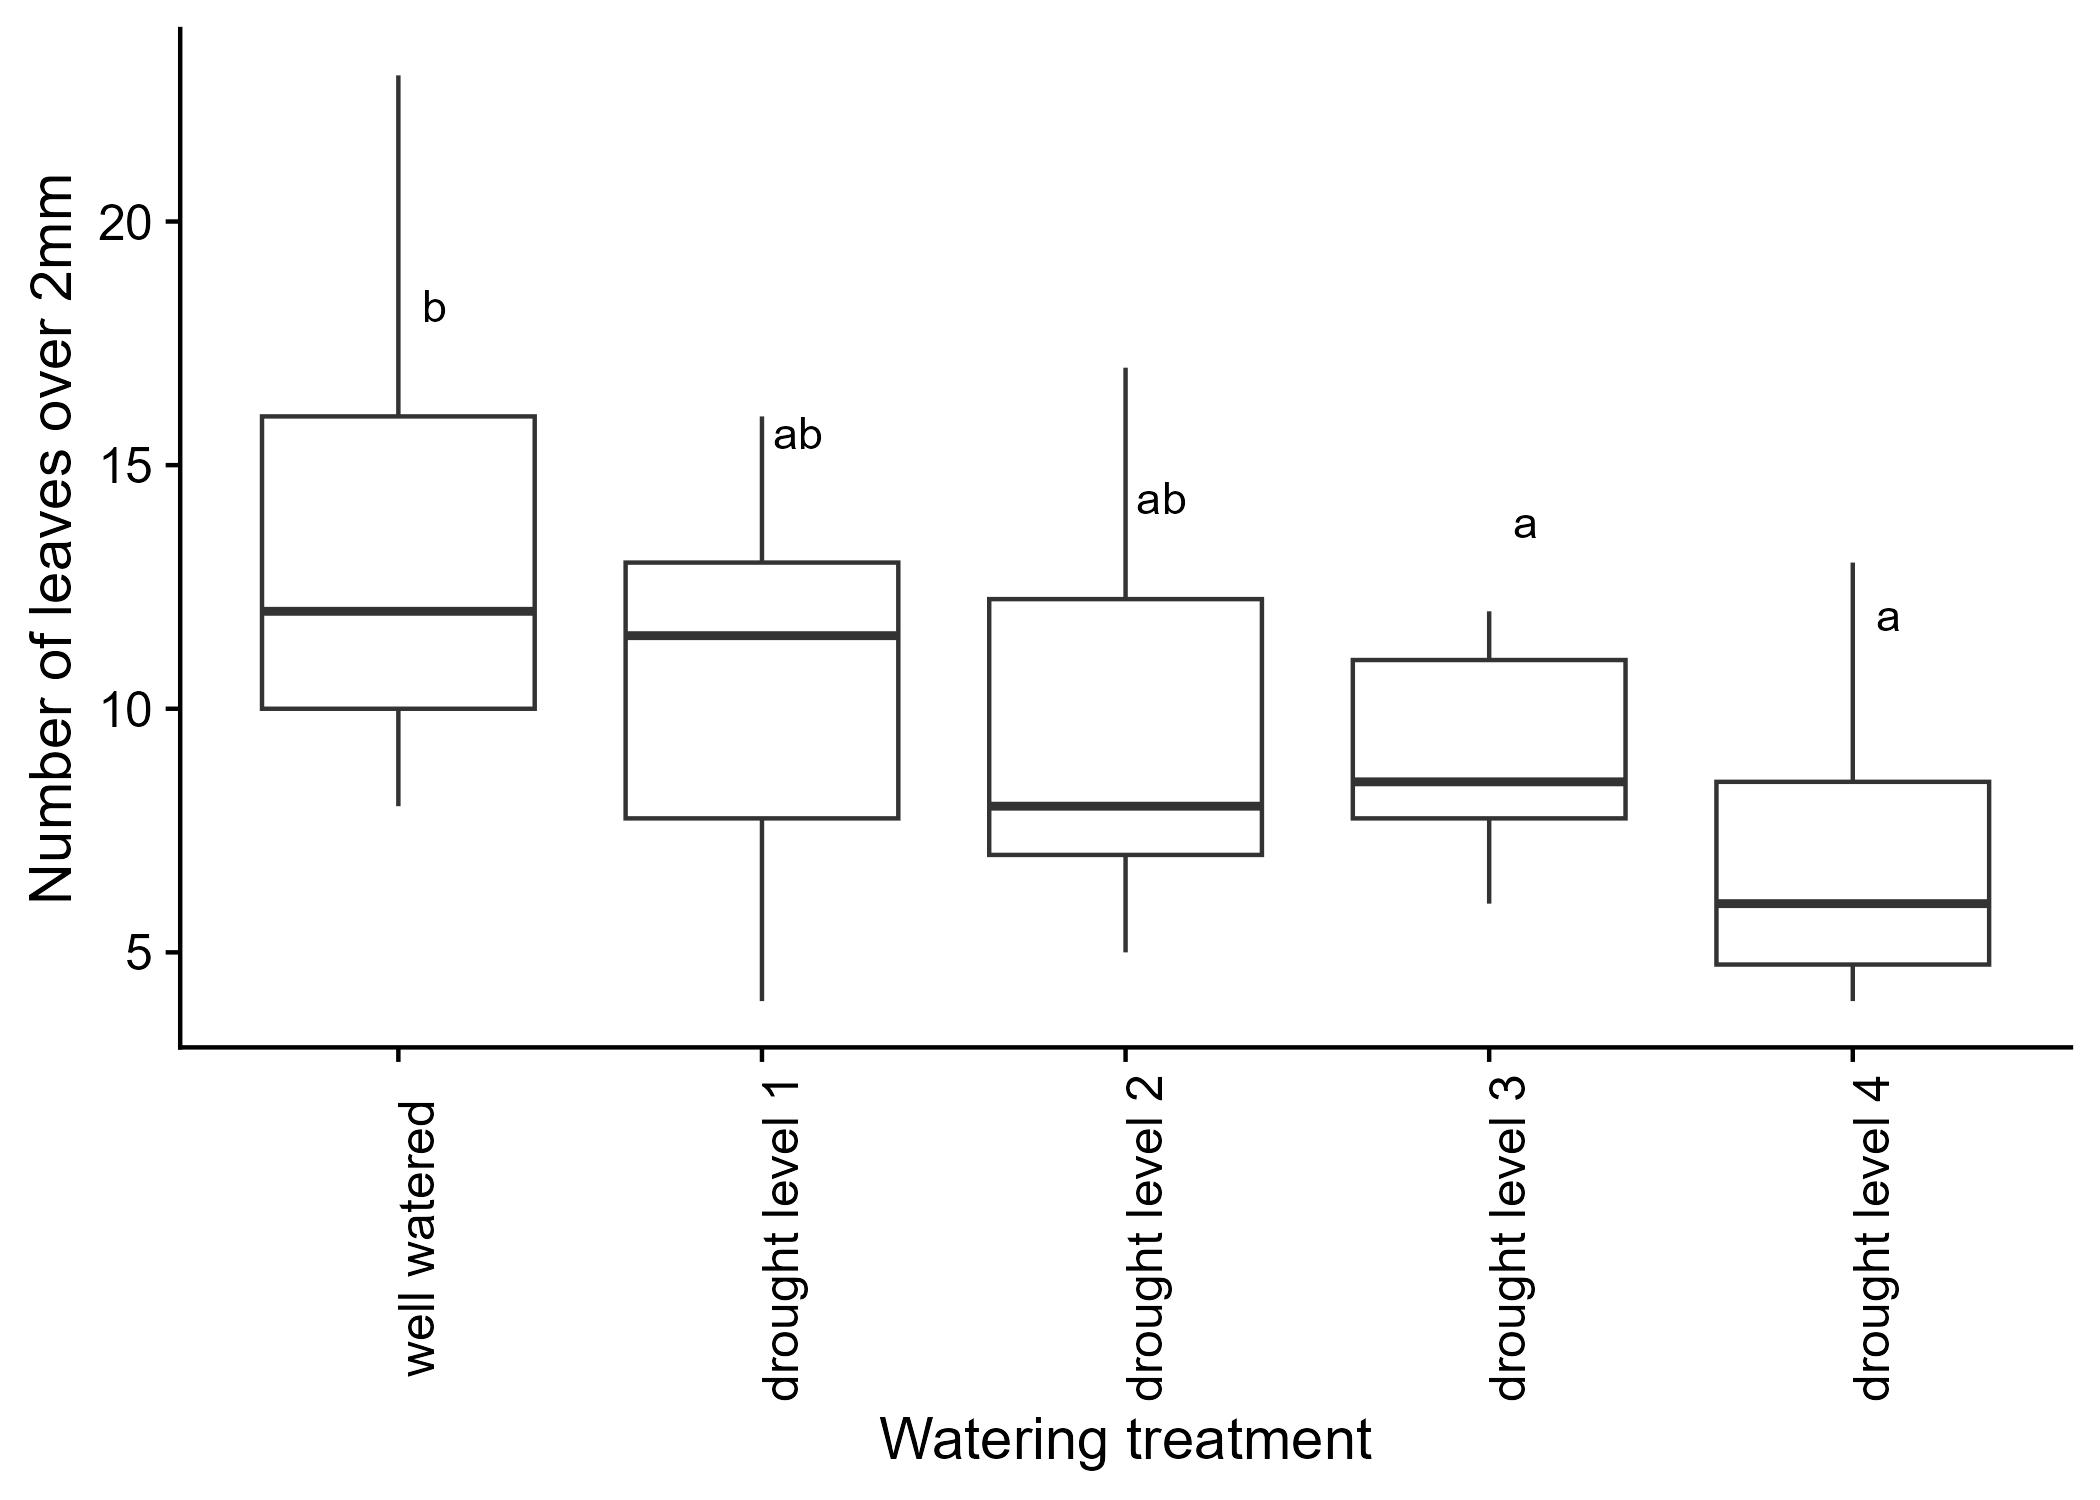 Number of leaves over 2mm
20
15
10
5
b
ab
ab
a
a
well watered
drought level 1
drought level 2
drought level 3
drought level 4
Watering treatment